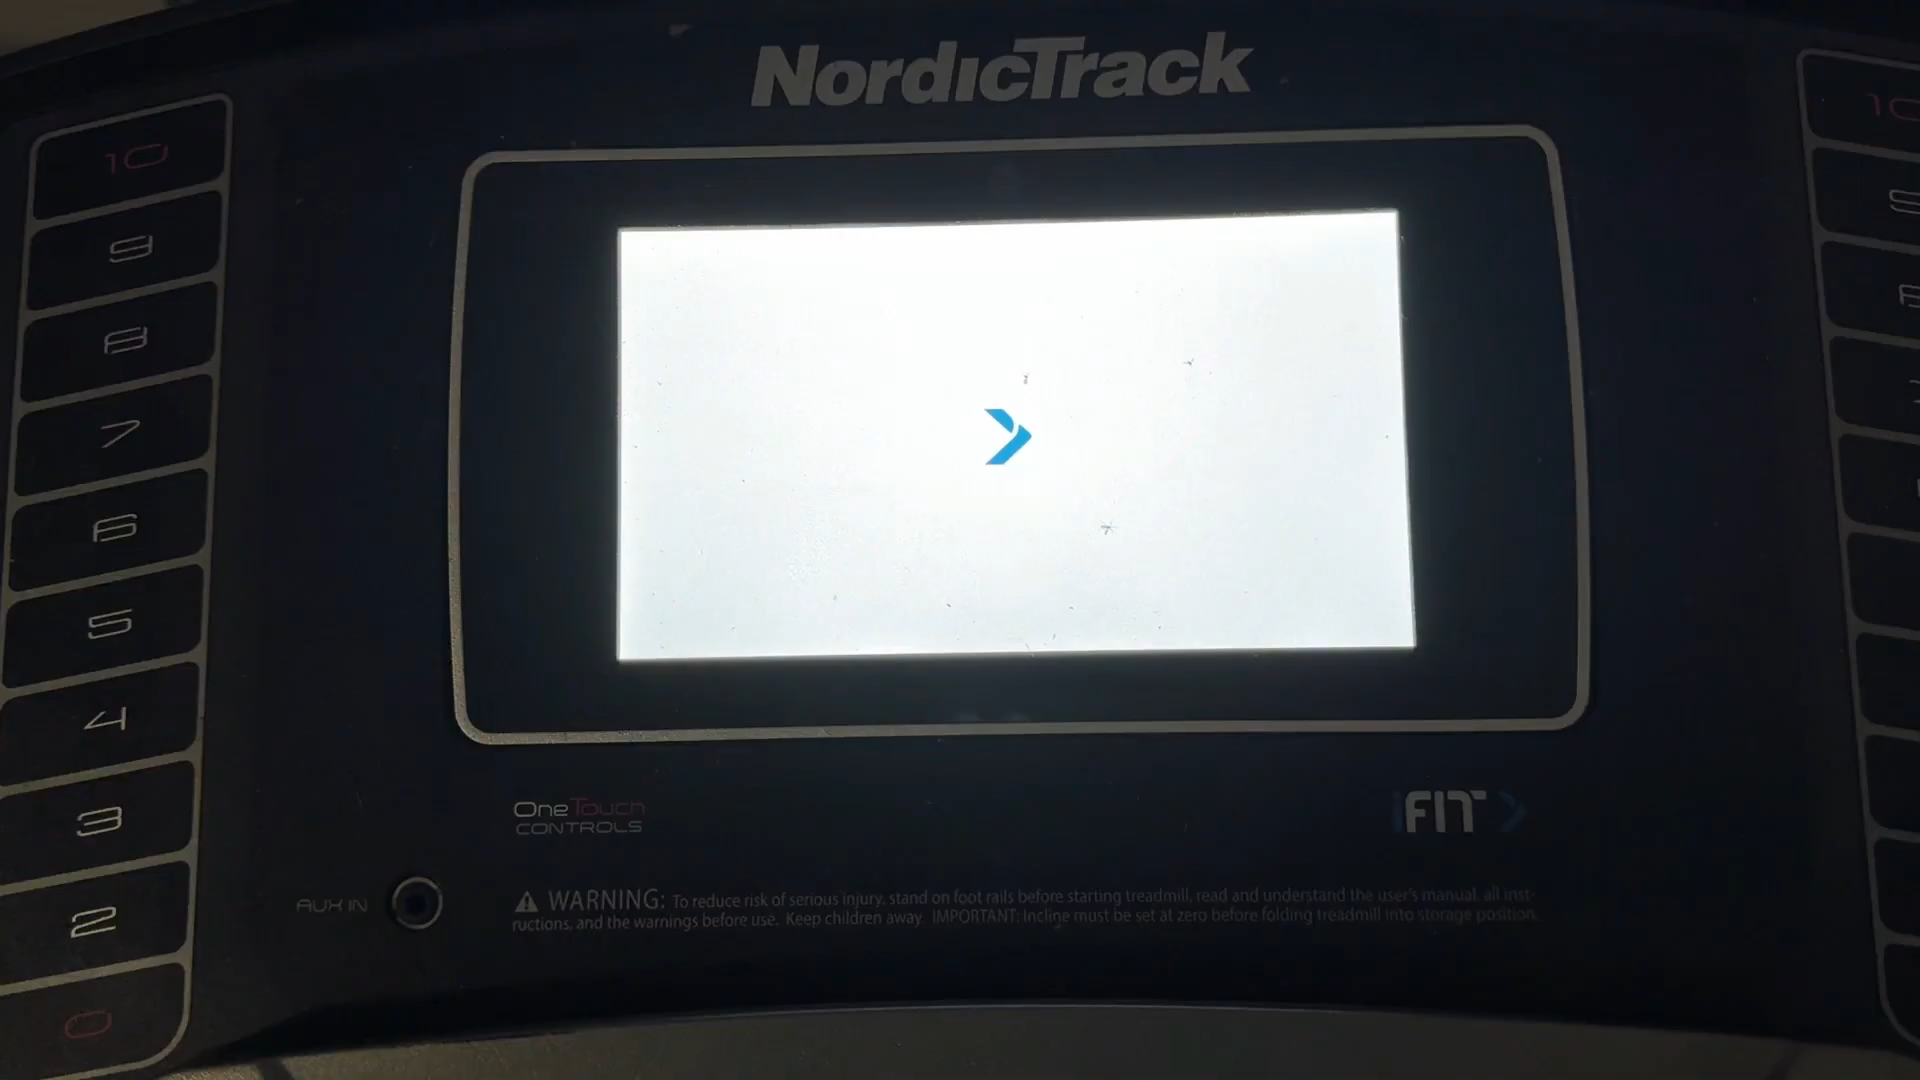 NordicTrack
10
9
8
7
6
5
4
3
2
0
10
OneTouch
CONTROLS
iFIT
AUX IN
⚠ WARNING: To reduce risk of serious injury, stand on foot rails before starting treadmill, read and understand the user's manual, all inst-
ructions, and the warnings before use. Keep children away. IMPORTANT: Incline must be set at zero before folding treadmill into storage position.